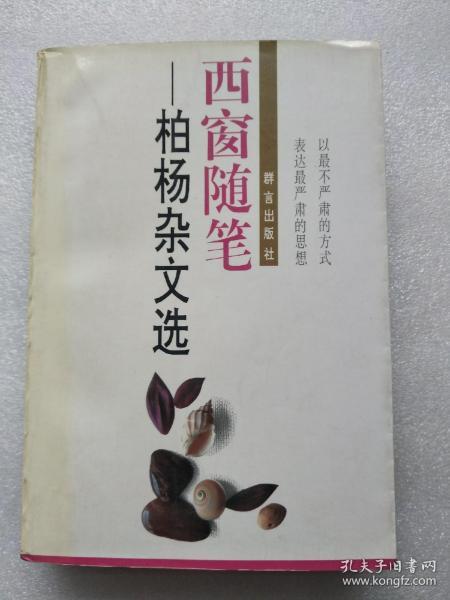 以最不严肃的方式
表达最严肃的思想
群言出版社
西窗随笔
—柏杨杂文选
孔夫子旧书网
www.kongfz.com